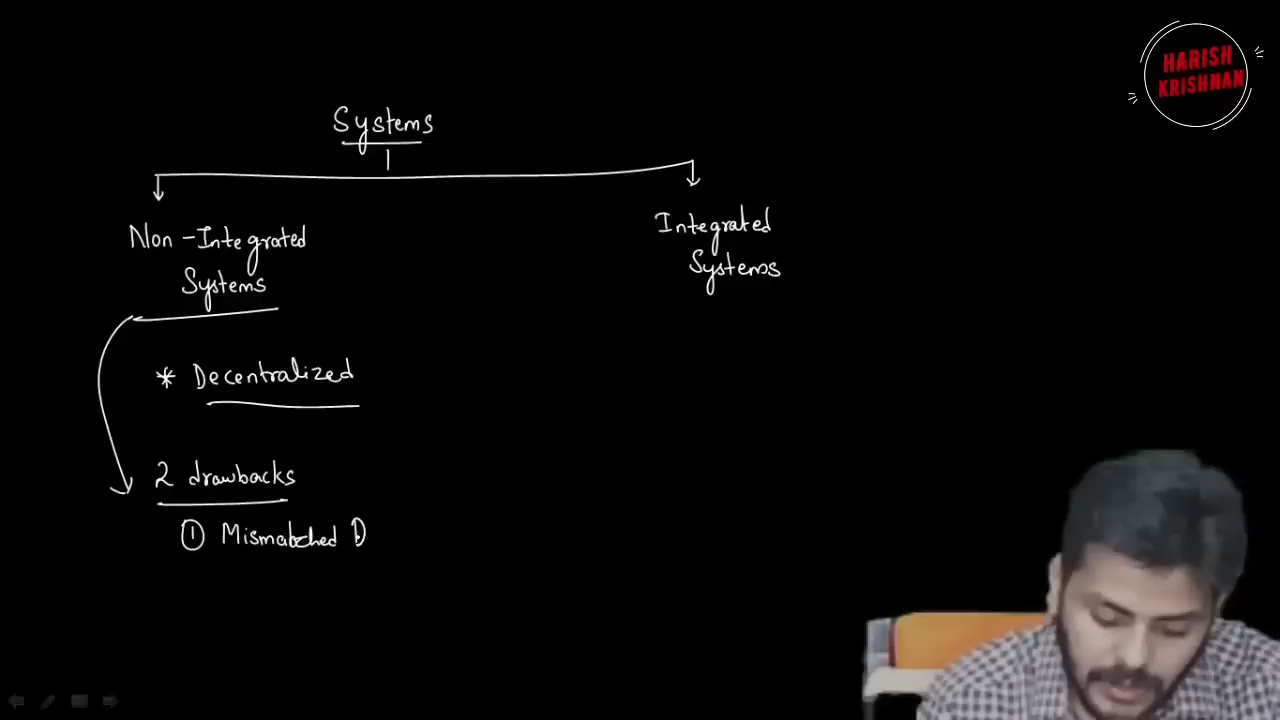 HARISH
KRISHNAN
Systems
Non-Integrated
Systems
Integrated
Systems
* Decentralized
2 drawbacks
① Mismatched D